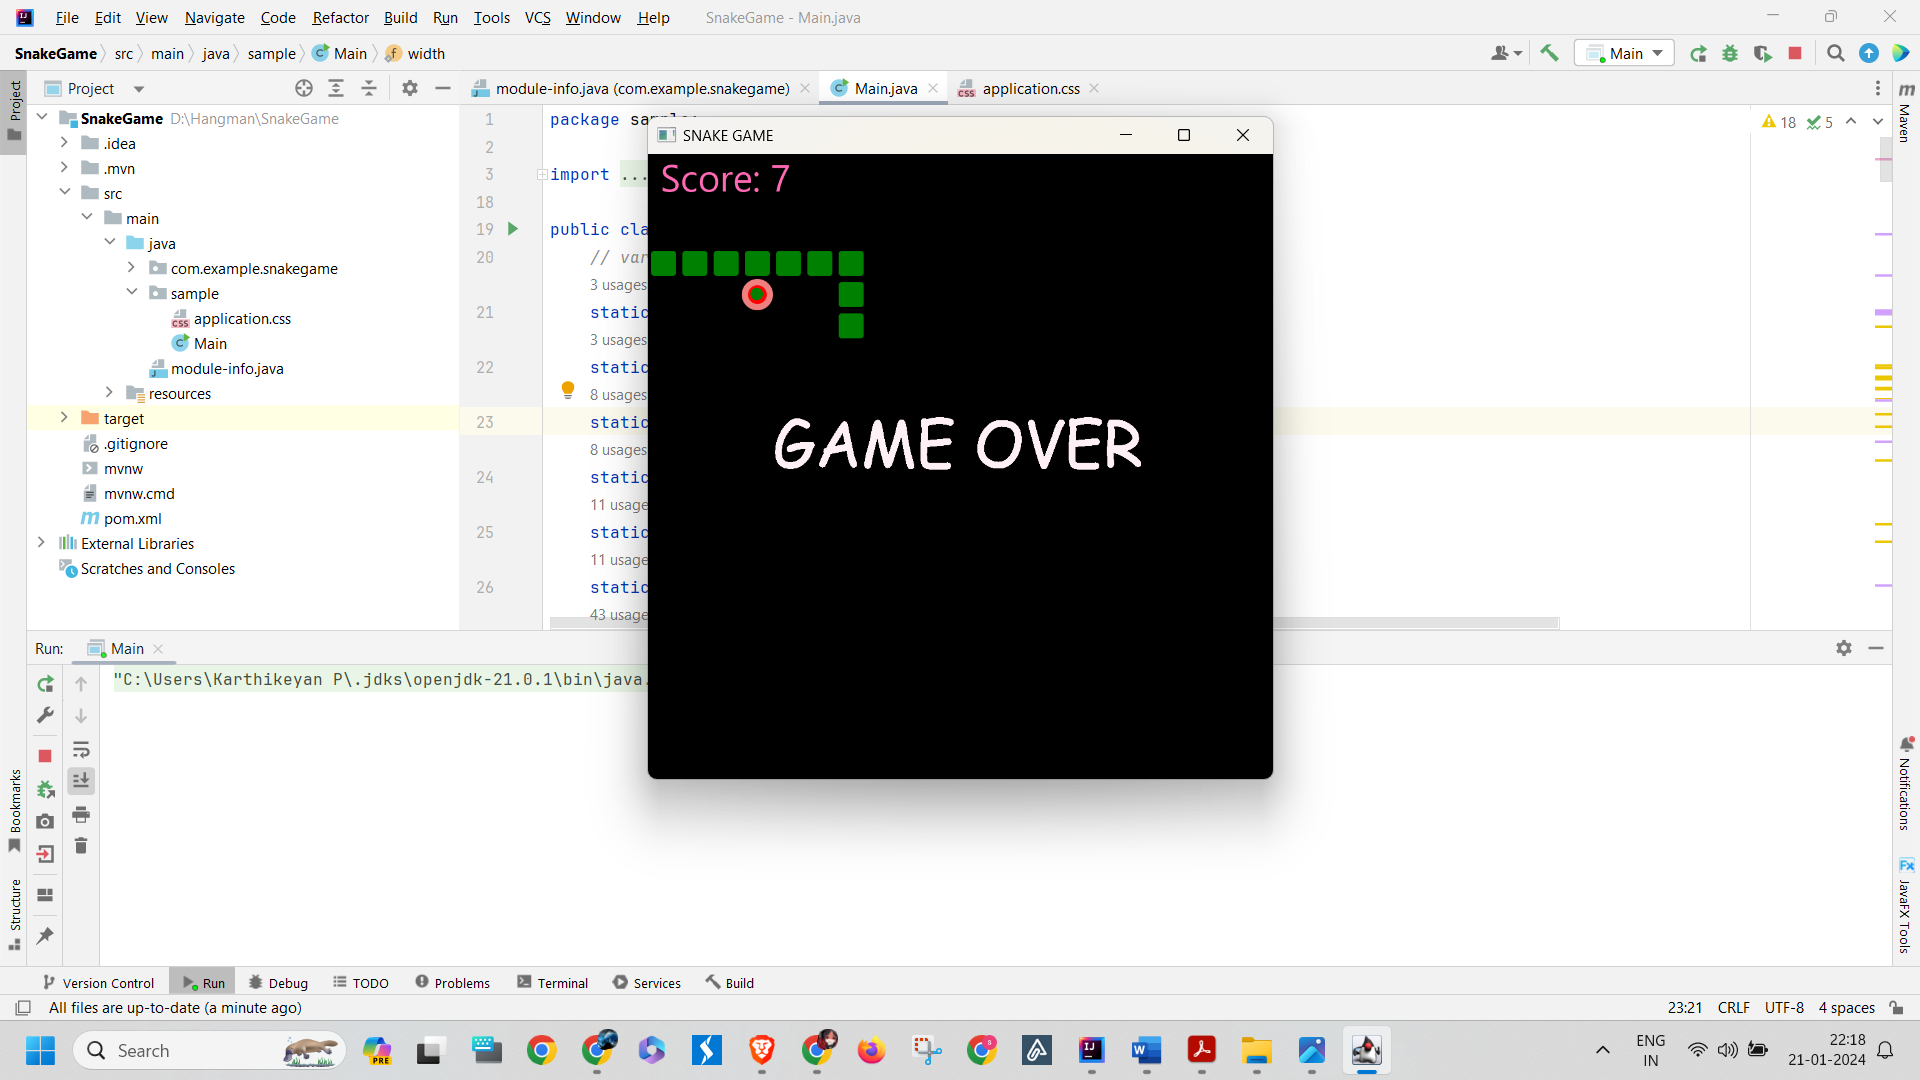 File Edit View Navigate Code Refactor Build Run Tools VCS Window Help SnakeGame - Main.java
SnakeGame src main java sample Main width Main
Project module-info.java (com.example.snakegame) Main.java application.css
Project
SnakeGame D:\Hangman\SnakeGame
.idea
.mvn
src
main
java
com.example.snakegame
sample
application.css
Main
module-info.java
resources
target
.gitignore
mvnw
mvnw.cmd
pom.xml
External Libraries
Scratches and Consoles
1 package
2
3 import ...
18
19 public
20 //
3 usages
21 static
3 usages
22 static
8 usages
23 static
8 usages
24 static
11 usages
25 static
11 usages
26 static
43 usages
18 5
SNAKE GAME
Score: 7
GAME OVER
Maven
Notifications
JavaFX Tools
Run: Main
"C:\Users\Karthikeyan P\.jdks\openjdk-21.0.1\bin\java.
Bookmarks
Structure
Version Control Run Debug TODO Problems Terminal Services Build
All files are up-to-date (a minute ago) 23:21 CRLF UTF-8 4 spaces
Search
PRE
ENG
IN
22:18
21-01-2024